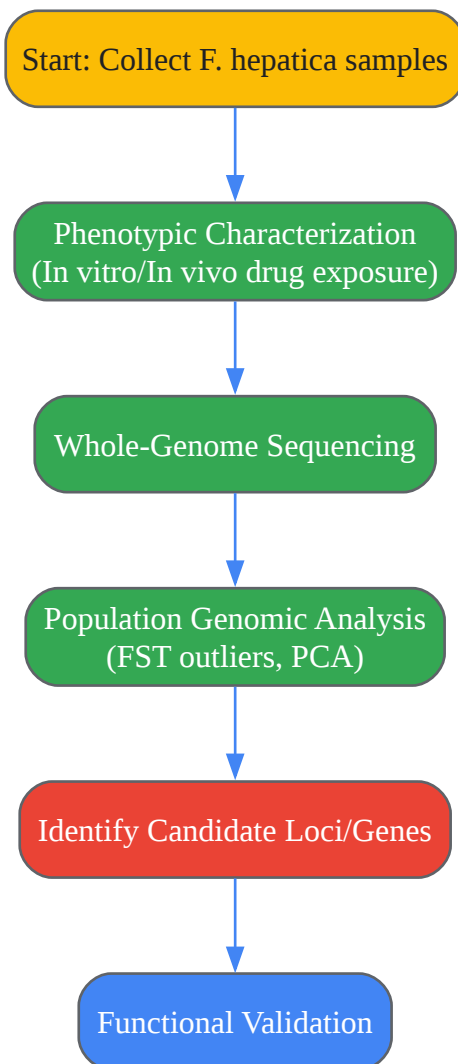 Start: Collect F. hepatica samples
Phenotypic Characterization
(In vitro/In vivo drug exposure)
Whole-Genome Sequencing
Population Genomic Analysis
(FST outliers, PCA)
Identify Candidate Loci/Genes
Functional Validation